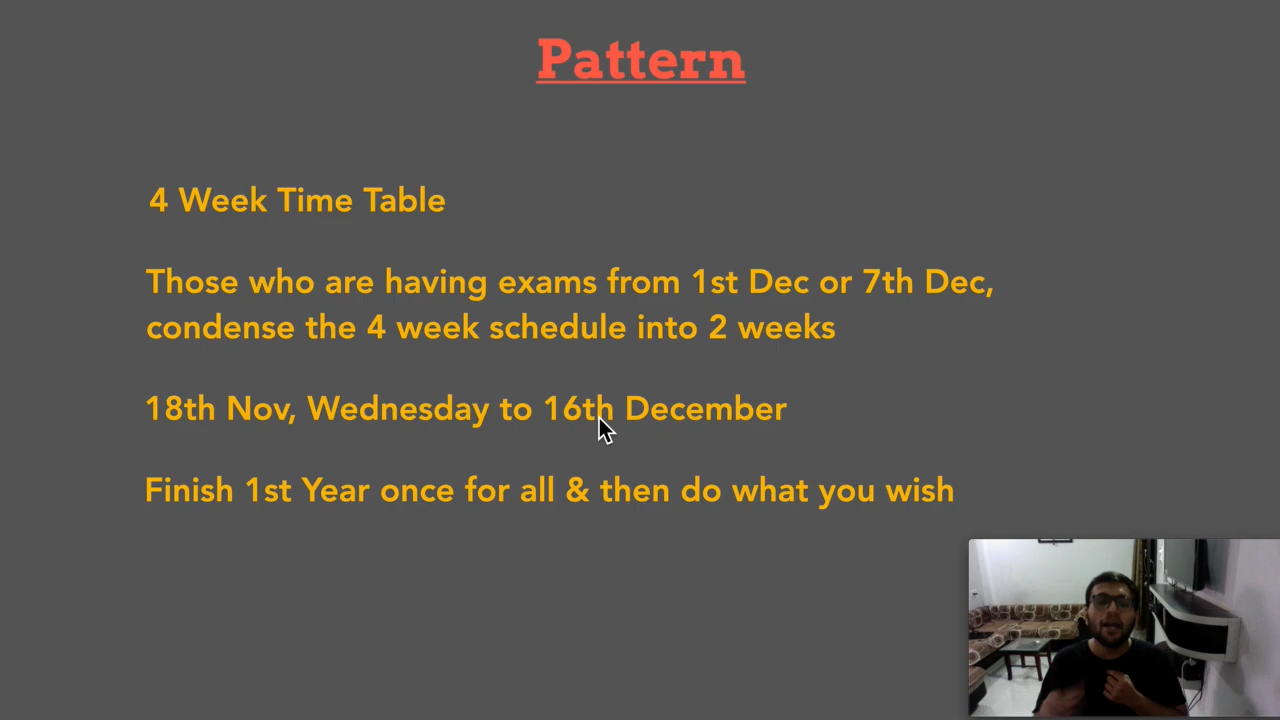 Pattern
4 Week Time Table
Those who are having exams from 1st Dec or 7th Dec,
condense the 4 week schedule into 2 weeks
18th Nov, Wednesday to 16th December
Finish 1st Year once for all & then do what you wish